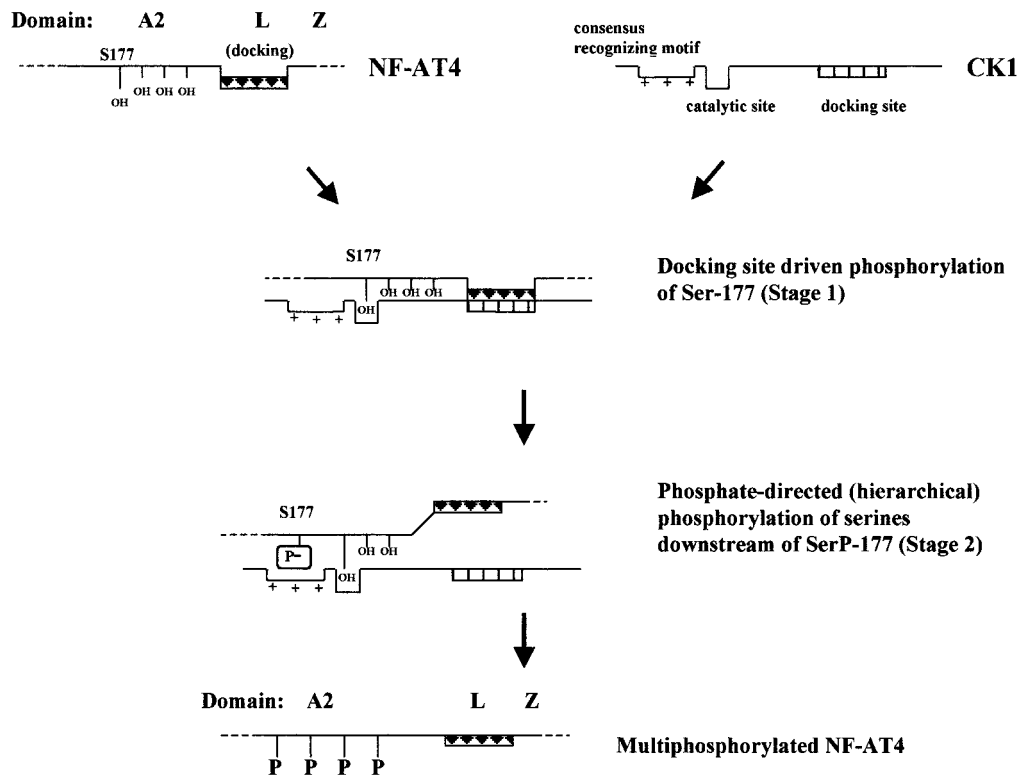 Domain: A2 L Z
S177 (docking)
NF-AT4
OH OH OH OH
consensus
recognizing motif
CK1
+ + +
catalytic site docking site
S177
OH OH OH
OH
+ + +
Docking site driven phosphorylation
of Ser-177 (Stage 1)
S177
P–
OH OH
OH
+ + +
Phosphate-directed (hierarchical)
phosphorylation of serines
downstream of SerP-177 (Stage 2)
Domain: A2 L Z
P P P P
Multiphosphorylated NF-AT4